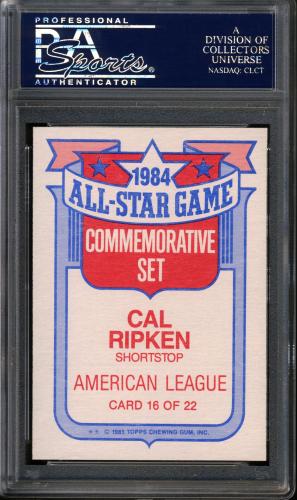 PROFESSIONAL
PSA
Sports
AUTHENTICATOR
A
DIVISION OF
COLLECTORS
UNIVERSE
NASDAQ: CLCT
1984
ALL-STAR GAME
COMMEMORATIVE
SET
CAL
RIPKEN
SHORTSTOP
AMERICAN LEAGUE
CARD 16 OF 22
** © 1985 TOPPS CHEWING GUM, INC.